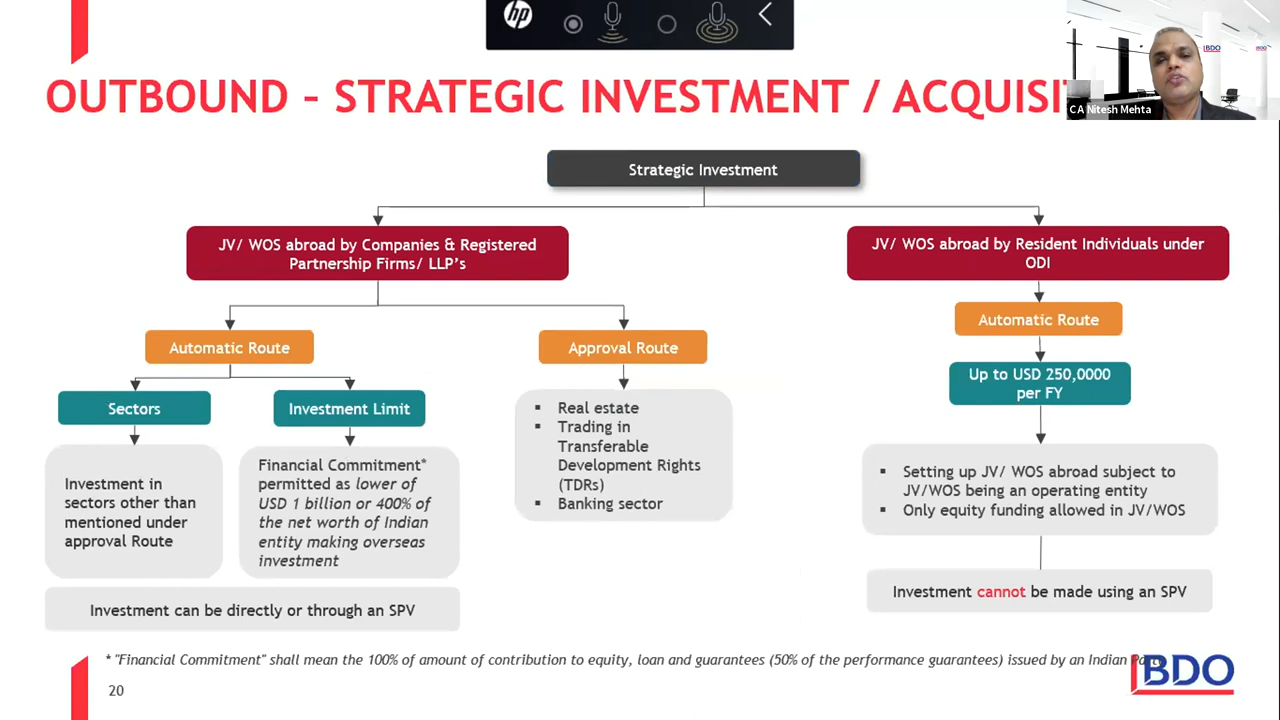 hp
OUTBOUND – STRATEGIC INVESTMENT / ACQUISI
BDO
BDO
CA Nitesh Mehta
Strategic Investment
JV/ WOS abroad by Companies & Registered
Partnership Firms/ LLP's
JV/ WOS abroad by Resident Individuals under
ODI
Automatic Route
Approval Route
Automatic Route
Sectors
Investment Limit
Up to USD 250,0000
per FY
Investment in
sectors other than
mentioned under
approval Route
Financial Commitment*
permitted as lower of
USD 1 billion or 400% of
the net worth of Indian
entity making overseas
investment
▪ Real estate
▪ Trading in
Transferable
Development Rights
(TDRs)
▪ Banking sector
▪ Setting up JV/ WOS abroad subject to
JV/WOS being an operating entity
▪ Only equity funding allowed in JV/WOS
Investment can be directly or through an SPV
Investment cannot be made using an SPV
* "Financial Commitment" shall mean the 100% of amount of contribution to equity, loan and guarantees (50% of the performance guarantees) issued by an Indian
20
BDO